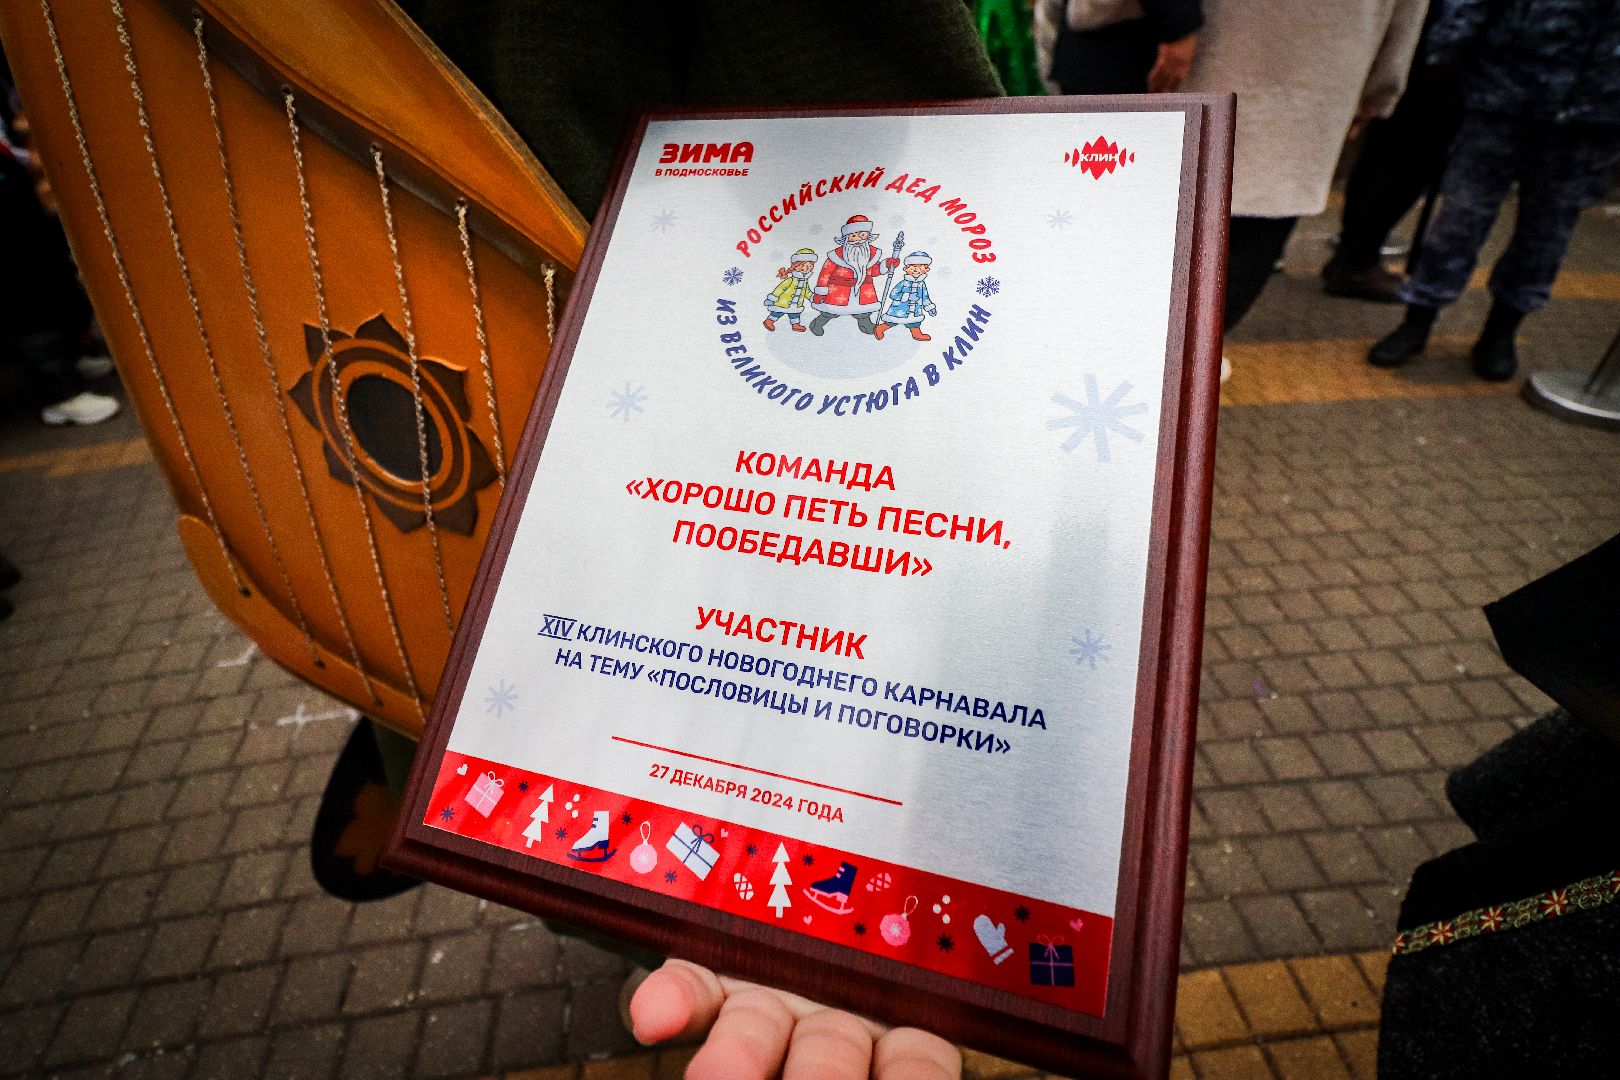 ЗИМА
В ПОДМОСКОВЬЕ
КЛИН
РОССИЙСКИЙ ДЕД МОРОЗ
ИЗ ВЕЛИКОГО УСТЮГА В КЛИН
КОМАНДА
«ХОРОШО ПЕТЬ ПЕСНИ,
ПООБЕДАВШИ»
УЧАСТНИК
XIV КЛИНСКОГО НОВОГОДНЕГО КАРНАВАЛА
НА ТЕМУ «ПОСЛОВИЦЫ И ПОГОВОРКИ»
27 ДЕКАБРЯ 2024 ГОДА